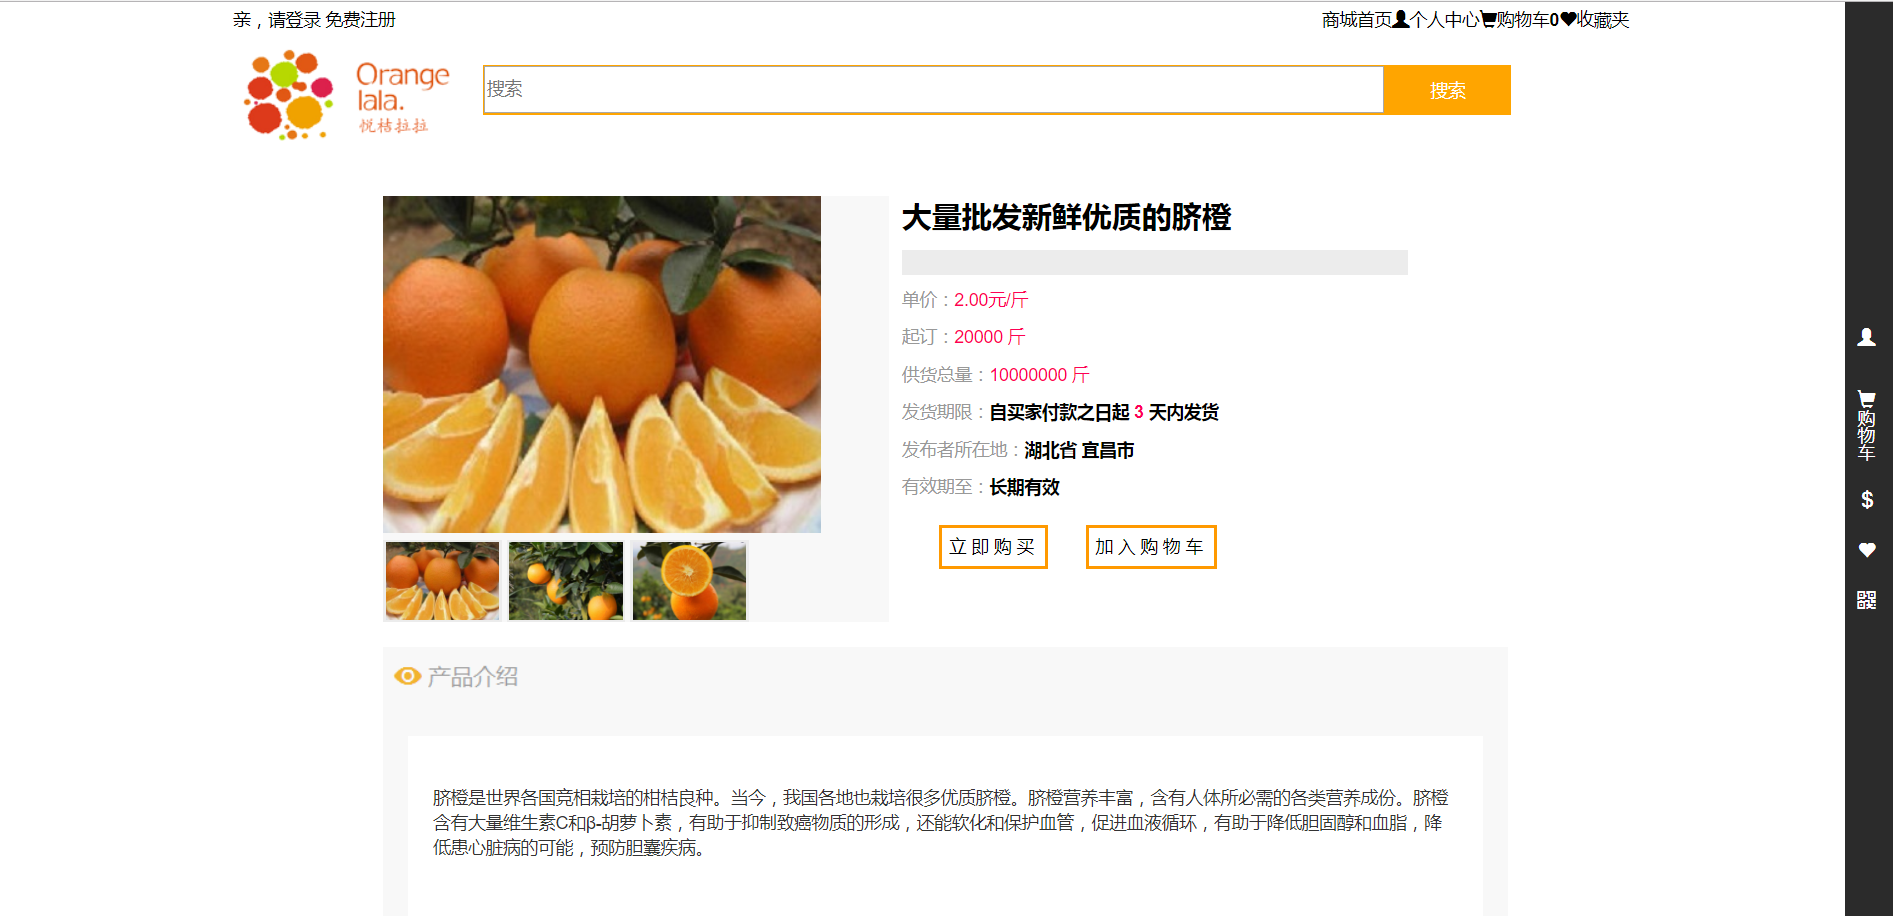 亲，请登录 免费注册
商城首页 个人中心 购物车0 收藏夹
Orange
lala.
悦桔拉拉
搜索
搜索
大量批发新鲜优质的脐橙
单价：2.00元/斤
起订：20000 斤
供货总量：10000000 斤
发货期限：自买家付款之日起 3 天内发货
发布者所在地：湖北省 宜昌市
有效期至：长期有效
立即购买
加入购物车
购物车
$
产品介绍
脐橙是世界各国竞相栽培的柑桔良种。当今，我国各地也栽培很多优质脐橙。脐橙营养丰富，含有人体所必需的各类营养成份。脐橙
含有大量维生素C和β-胡萝卜素，有助于抑制致癌物质的形成，还能软化和保护血管，促进血液循环，有助于降低胆固醇和血脂，降
低患心脏病的可能，预防胆囊疾病。